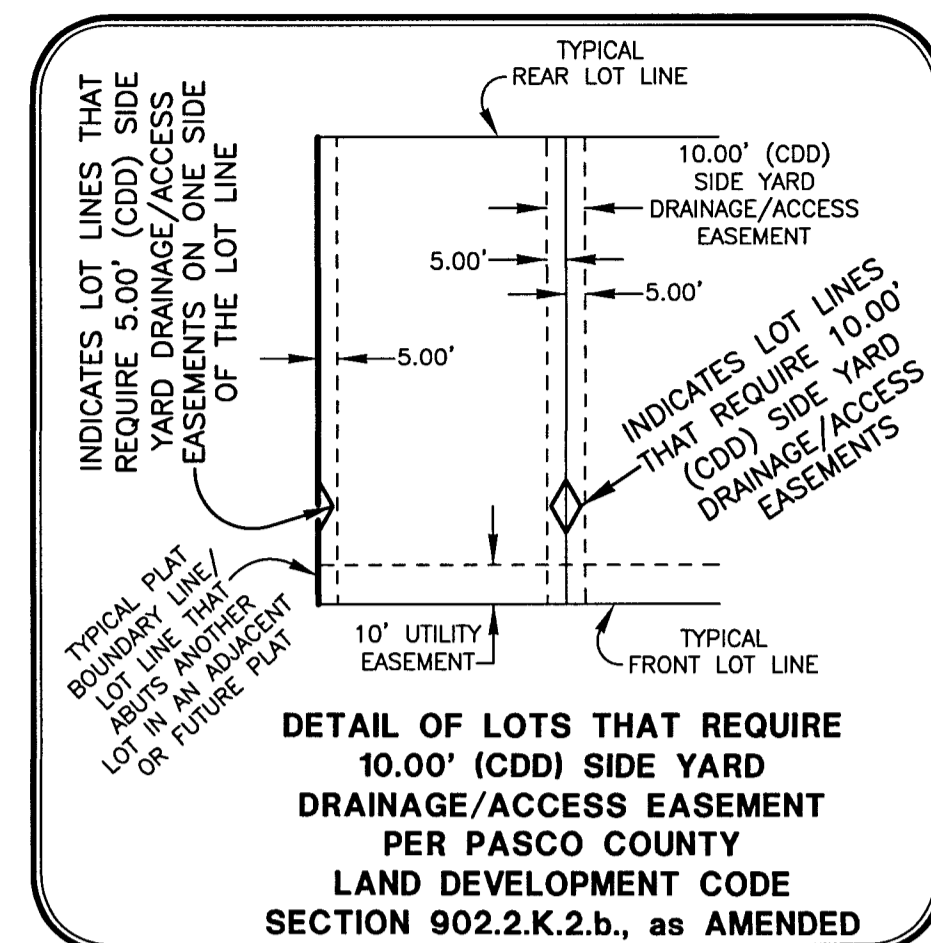 TYPICAL
REAR LOT LINE
INDICATES LOT LINES THAT
REQUIRE 5.00' (CDD) SIDE
YARD DRAINAGE/ACCESS
EASEMENTS ON ONE SIDE
OF THE LOT LINE
10.00' (CDD)
SIDE YARD
DRAINAGE/ACCESS
EASEMENT
5.00'
5.00'
5.00'
INDICATES LOT LINES
THAT REQUIRE 10.00'
(CDD) SIDE YARD
DRAINAGE/ACCESS
EASEMENTS
TYPICAL PLAT
BOUNDARY LINE/
LOT LINE THAT
ABUTS ANOTHER
LOT IN AN ADJACENT
OR FUTURE PLAT
10' UTILITY
EASEMENT
TYPICAL
FRONT LOT LINE
DETAIL OF LOTS THAT REQUIRE
10.00' (CDD) SIDE YARD
DRAINAGE/ACCESS EASEMENT
PER PASCO COUNTY
LAND DEVELOPMENT CODE
SECTION 902.2.K.2.b., as AMENDED